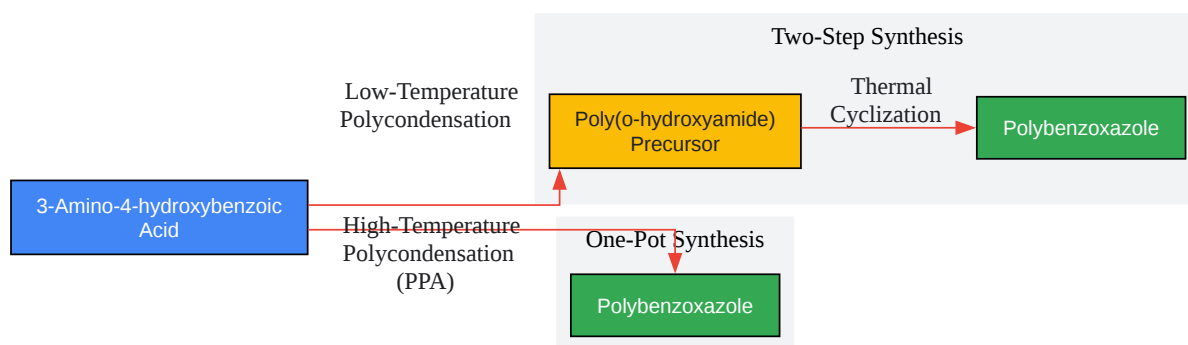 Two-Step Synthesis
Low-Temperature
Polycondensation
Poly(o-hydroxyamide)
Precursor
Thermal
Cyclization
Polybenzoxazole
3-Amino-4-hydroxybenzoic
Acid
High-Temperature
Polycondensation
(PPA)
One-Pot Synthesis
Polybenzoxazole